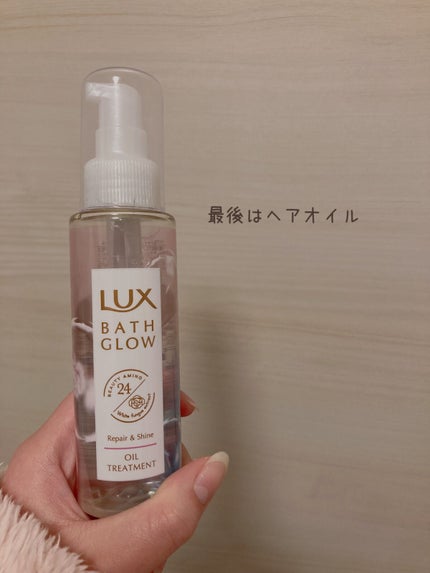 最後はヘアオイル
LUX
BATH
GLOW
BEAUTY AMINO
24
White fungus extract
Repair & Shine
OIL
TREATMENT